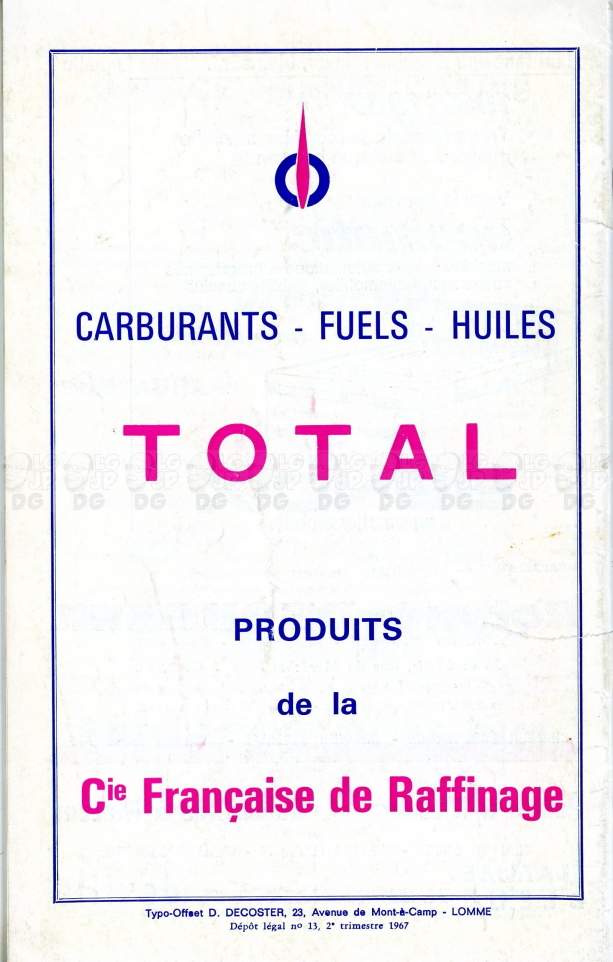 CARBURANTS - FUELS - HUILES
TOTAL
PRODUITS
de la
Cie Française de Raffinage
Typo-Offset D. DECOSTER, 23, Avenue de Mont-à-Camp - LOMME
Dépôt légal no 13, 2e trimestre 1967